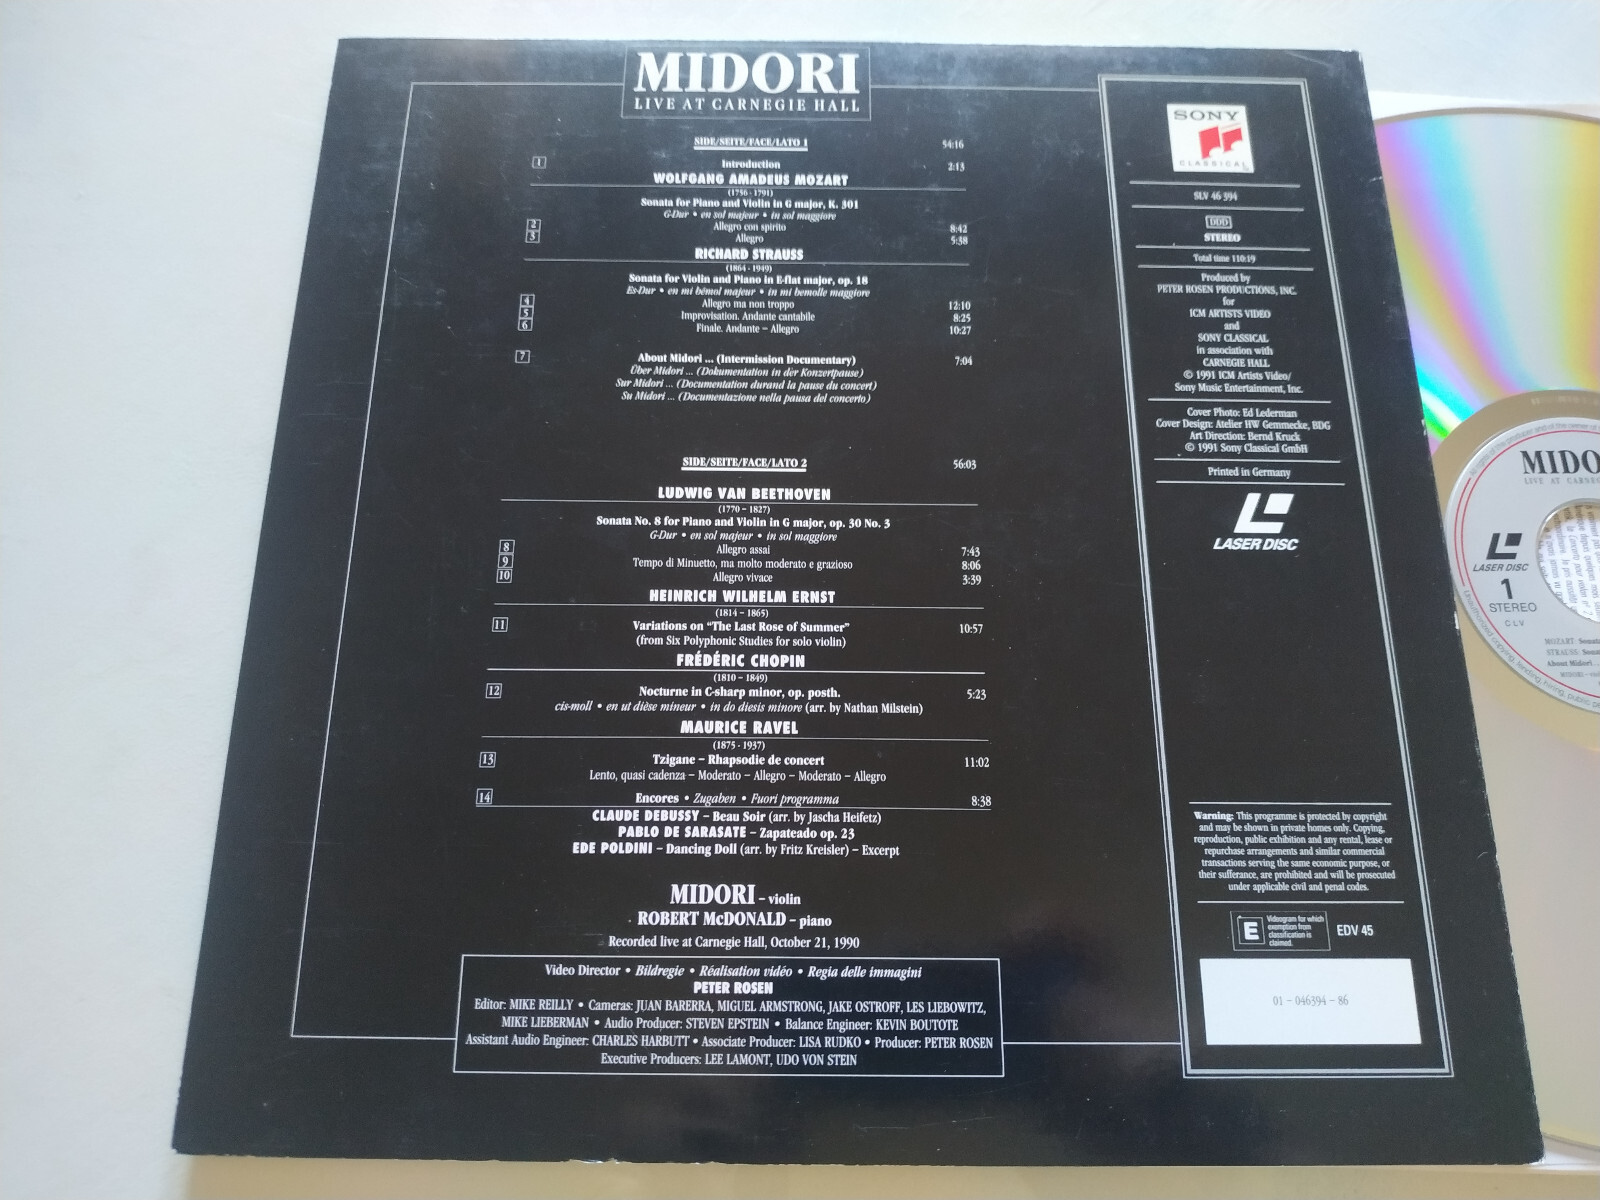 MIDORI
LIVE AT CARNEGIE HALL
SIDE/SEITE/FACE/LATO 1 54:16
1 Introduction 2:13
WOLFGANG AMADEUS MOZART
(1756 - 1791)
Sonata for Piano and Violin in G major, K. 301
G-Dur • en sol majeur • in sol maggiore
2 Allegro con spirito 8:42
3 Allegro 5:38
RICHARD STRAUSS
(1864 - 1949)
Sonata for Violin and Piano in E-flat major, op. 18
Es-Dur • en mi bémol majeur • in mi bemolle maggiore
4 Allegro ma non troppo 12:10
5 Improvisation. Andante cantabile 8:25
6 Finale. Andante – Allegro 10:27
7 About Midori ... (Intermission Documentary) 7:04
Über Midori ... (Dokumentation in der Konzertpause)
Sur Midori ... (Documentation durand la pause du concert)
Su Midori ... (Documentazione nella pausa del concerto)
SIDE/SEITE/FACE/LATO 2 56:03
LUDWIG VAN BEETHOVEN
(1770 – 1827)
Sonata No. 8 for Piano and Violin in G major, op. 30 No. 3
G-Dur • en sol majeur • in sol maggiore
8 Allegro assai 7:43
9 Tempo di Minuetto, ma molto moderato e grazioso 8:06
10 Allegro vivace 3:39
HEINRICH WILHELM ERNST
(1814 – 1865)
11 Variations on “The Last Rose of Summer” 10:57
(from Six Polyphonic Studies for solo violin)
FRÉDÉRIC CHOPIN
(1810 – 1849)
12 Nocturne in C-sharp minor, op. posth. 5:23
cis-moll • en ut dièse mineur • in do diesis minore (arr. by Nathan Milstein)
MAURICE RAVEL
(1875 - 1937)
13 Tzigane – Rhapsodie de concert 11:02
Lento, quasi cadenza – Moderato – Allegro – Moderato – Allegro
14 Encores • Zugaben • Fuori programma 8:38
CLAUDE DEBUSSY – Beau Soir (arr. by Jascha Heifetz)
PABLO DE SARASATE – Zapateado op. 23
EDE POLDINI – Dancing Doll (arr. by Fritz Kreisler) – Excerpt
MIDORI – violin
ROBERT McDONALD – piano
Recorded live at Carnegie Hall, October 21, 1990
Video Director • Bildregie • Réalisation vidéo • Regia delle immagini
PETER ROSEN
Editor: MIKE REILLY • Cameras: JUAN BARERRA, MIGUEL ARMSTRONG, JAKE OSTROFF, LES LIEBOWITZ,
MIKE LIEBERMAN • Audio Producer: STEVEN EPSTEIN • Balance Engineer: KEVIN BOUTOTE
Assistant Audio Engineer: CHARLES HARBUTT • Associate Producer: LISA RUDKO • Producer: PETER ROSEN
Executive Producers: LEE LAMONT, UDO VON STEIN
SONY
CLASSICAL
SLV 46 394
DDD
STEREO
Total time 110:19
Produced by
PETER ROSEN PRODUCTIONS, INC.
for
ICM ARTISTS VIDEO
and
SONY CLASSICAL
in association with
CARNEGIE HALL
© 1991 ICM Artists Video/
Sony Music Entertainment, Inc.
Cover Photo: Ed Lederman
Cover Design: Atelier HW Gemmecke, BDG
Art Direction: Bernd Kruck
© 1991 Sony Classical GmbH
Printed in Germany
LASER DISC
Warning: This programme is protected by copyright
and may be shown in private homes only. Copying,
reproduction, public exhibition and any rental, lease or
repurchase arrangements and similar commercial
transactions serving the same economic purpose, or
their sufferance, are prohibited and will be prosecuted
under applicable civil and penal codes.
E Videogram for which
exemption from
classification is
claimed.
EDV 45
01 – 046394 – 86
MIDO
LIVE AT CARNE
LASER DISC
1
STEREO
CLV
MOZART: Sonata
STRAUSS: Sona
About Midori...
MIDORI – vio
Unauthorized copying, lending, hiring, public pe